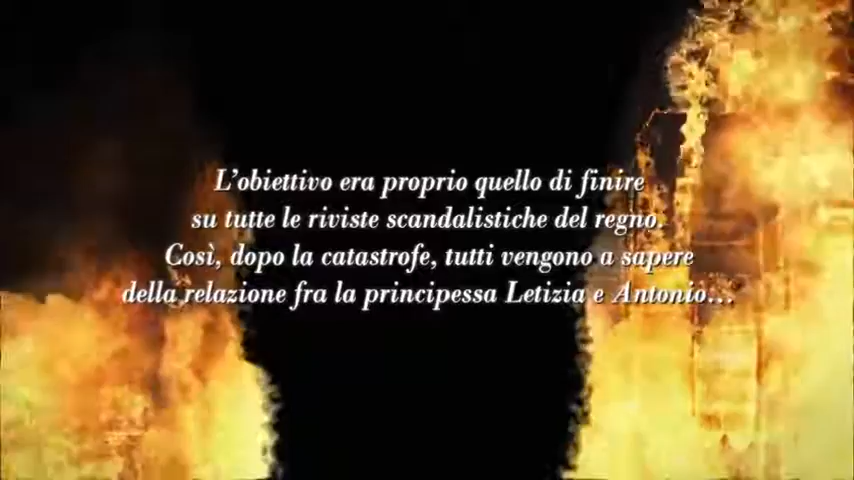 L'obiettivo era proprio quello di finire
su tutte le riviste scandalistiche del regno.
Così, dopo la catastrofe, tutti vengono a sapere
della relazione fra la principessa Letizia e Antonio...